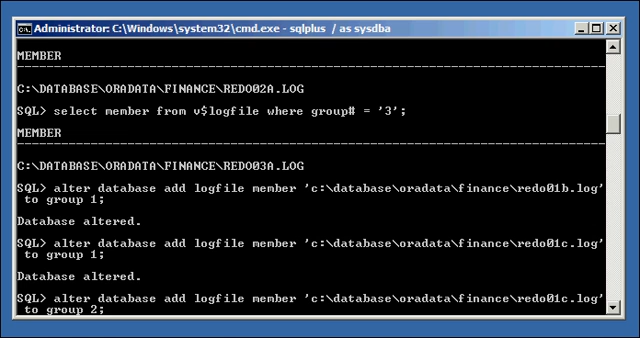 Administrator: C:\Windows\system32\cmd.exe - sqlplus  / as sysdba
MEMBER
--------------------------------------------------------------------------------
C:\DATABASE\ORADATA\FINANCE\REDO02A.LOG
SQL> select member from v$logfile where group# = '3';
MEMBER
--------------------------------------------------------------------------------
C:\DATABASE\ORADATA\FINANCE\REDO03A.LOG
SQL> alter database add logfile member 'c:\database\oradata\finance\redo01b.log'
 to group 1;
Database altered.
SQL> alter database add logfile member 'c:\database\oradata\finance\redo01c.log'
 to group 1;
Database altered.
SQL> alter database add logfile member 'c:\database\oradata\finance\redo01c.log'
 to group 2;